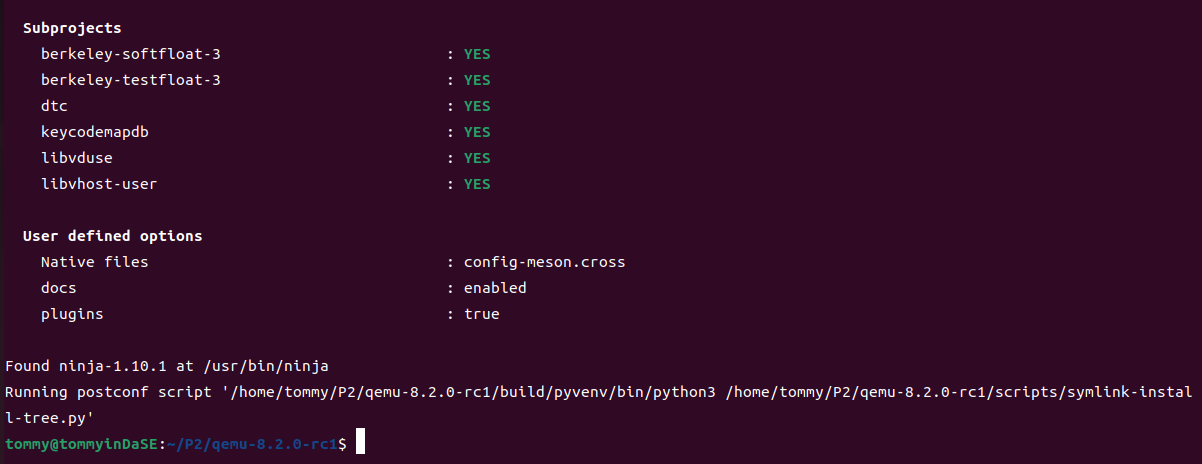 Subprojects
berkeley-softfloat-3 : YES
berkeley-testfloat-3 : YES
dtc : YES
keycodemapdb : YES
libvduse : YES
libvhost-user : YES
User defined options
Native files : config-meson.cross
docs : enabled
plugins : true
Found ninja-1.10.1 at /usr/bin/ninja
Running postconf script '/home/tommy/P2/qemu-8.2.0-rc1/build/pyvenv/bin/python3 /home/tommy/P2/qemu-8.2.0-rc1/scripts/symlink-instal
l-tree.py'
tommy@tommyinDaSE:~/P2/qemu-8.2.0-rc1$